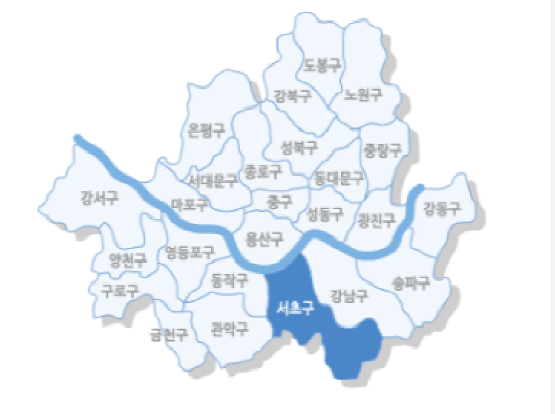 도봉구
강북구
노원구
은평구
성북구
중랑구
서대문구
종로구
동대문구
강서구
마포구
중구
성동구
광진구
강동구
용산구
양천구
영등포구
동작구
송파구
구로구
강남구
서초구
금천구
관악구